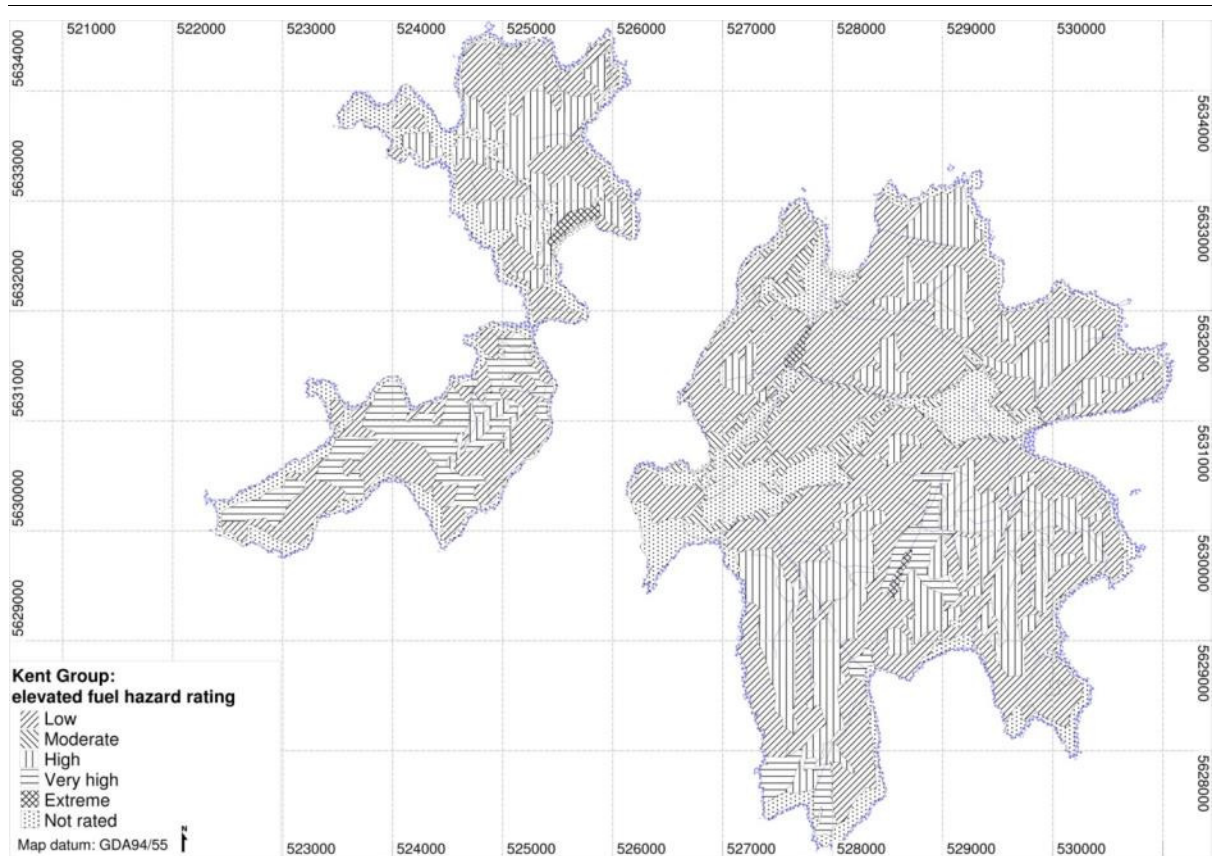 521000 522000 523000 524000 525000 526000 527000 528000 529000 530000
5634000
5633000
5632000
5631000
5630000
5629000
5634000
5633000
5632000
5631000
5630000
5629000
5628000
Kent Group:
elevated fuel hazard rating
Low
Moderate
High
Very high
Extreme
Not rated
Map datum: GDA94/55
N
523000 524000 525000 526000 527000 528000 529000 530000